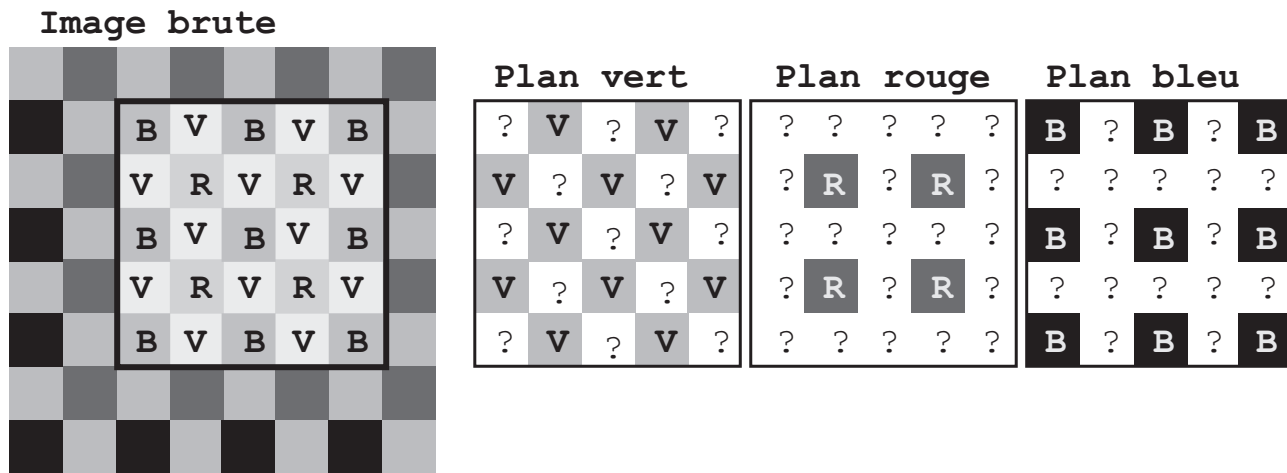 Image brute
B V B V B
V R V R V
B V B V B
V R V R V
B V B V B
Plan vert
? V ? V ?
V ? V ? V
? V ? V ?
V ? V ? V
? V ? V ?
Plan rouge
? ? ? ? ?
? R ? R ?
? ? ? ? ?
? R ? R ?
? ? ? ? ?
Plan bleu
B ? B ? B
? ? ? ? ?
B ? B ? B
? ? ? ? ?
B ? B ? B